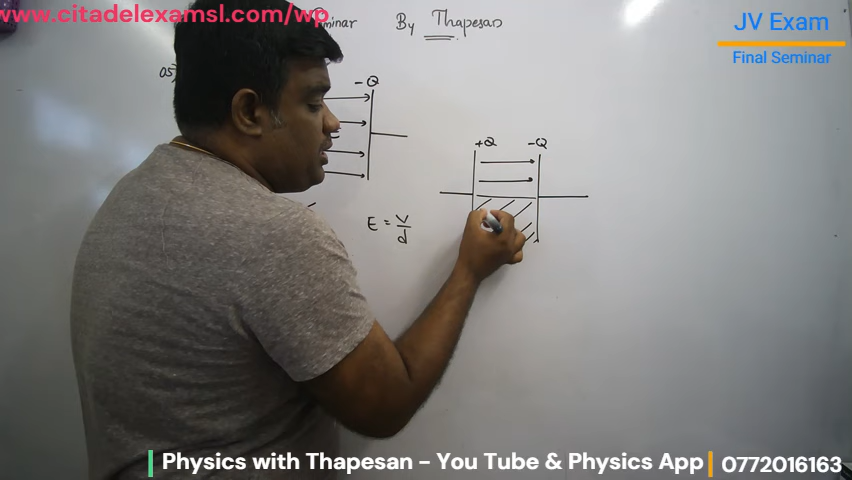 www.citadelexamsl.com/wp
By Thapesan
JV Exam
Final Seminar
05)
- Q
+Q -Q
E = V/d
Physics with Thapesan - You Tube & Physics App
0772016163